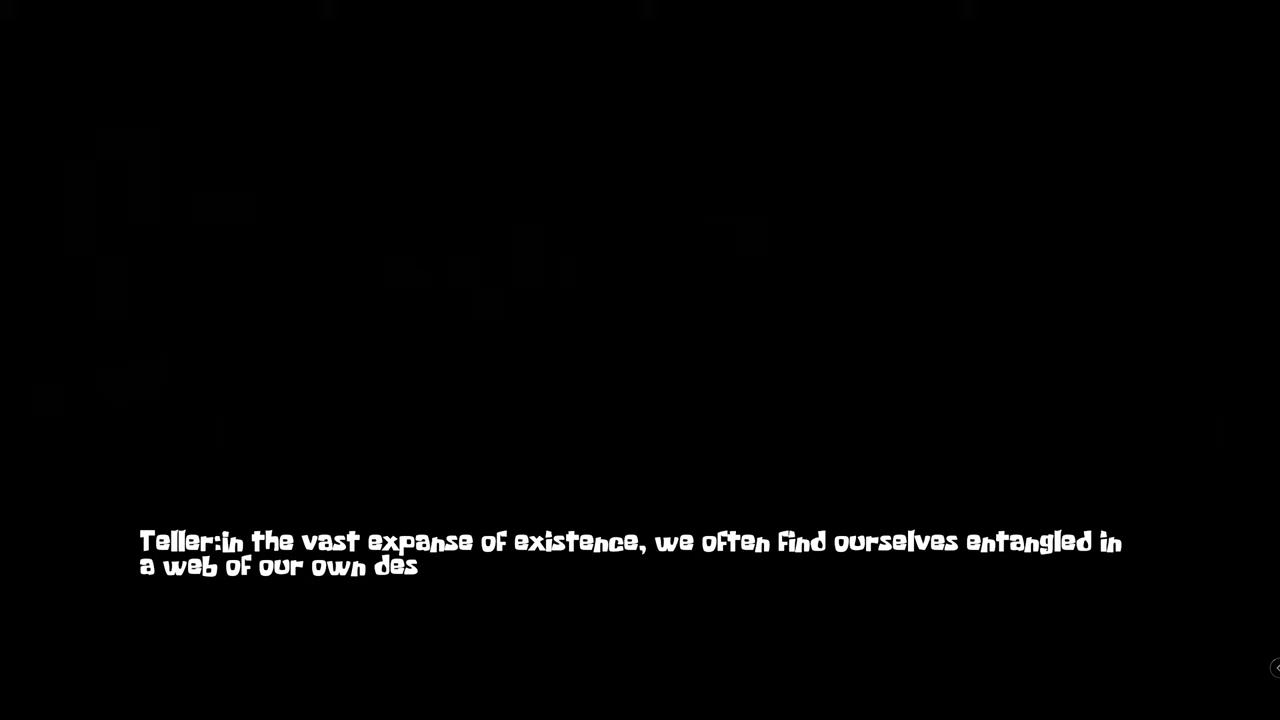 Teller:in the vast expanse of existence, we often find ourselves entangled in
a web of our own des